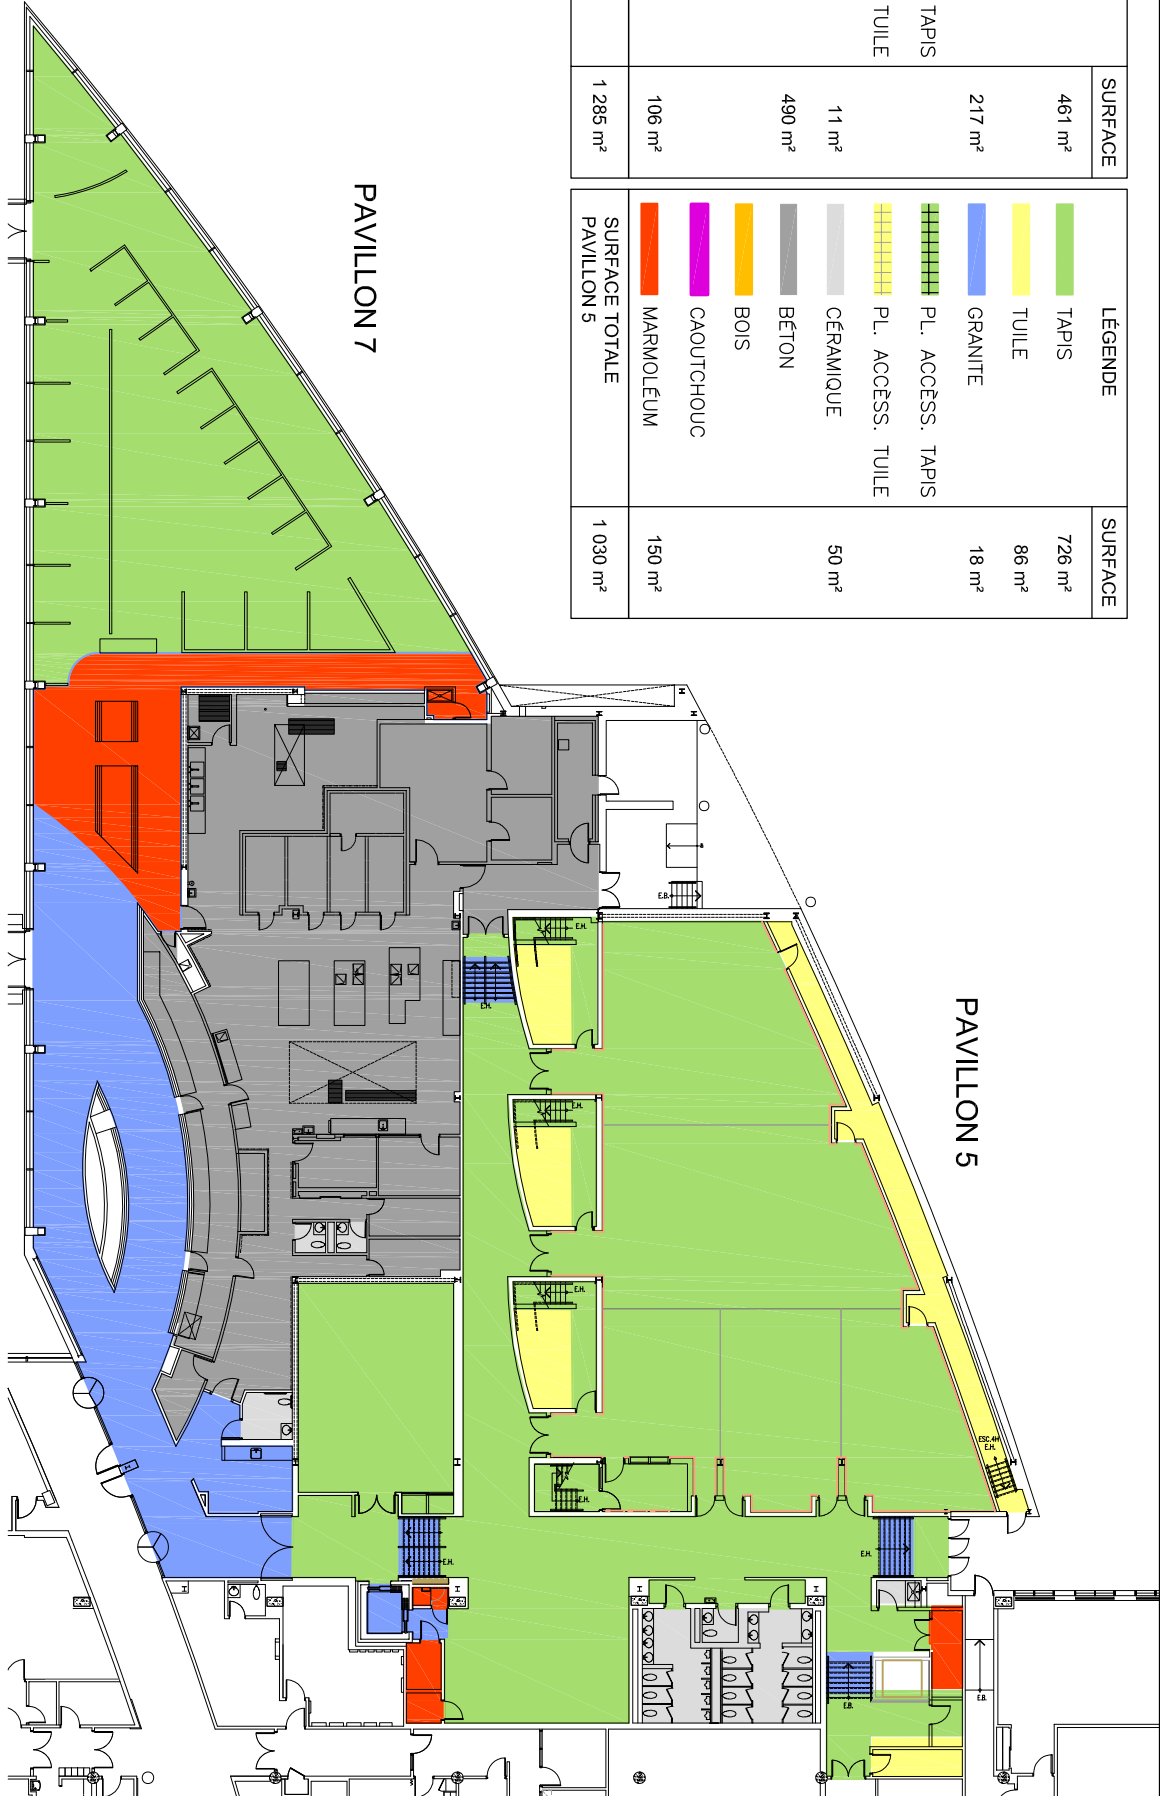 TAPIS
TUILE
SURFACE
461 m²
217 m²
11 m²
490 m²
106 m²
1 285 m²
LÉGENDE
SURFACE
TAPIS
726 m²
TUILE
86 m²
GRANITE
18 m²
PL. ACCÈSS. TAPIS
PL. ACCÈSS. TUILE
CÉRAMIQUE
50 m²
BÉTON
BOIS
CAOUTCHOUC
MARMOLÉUM
150 m²
SURFACE TOTALE
PAVILLON 5
1 030 m²
PAVILLON 7
PAVILLON 5
E.B.
E.H.
E.H.
E.H.
E.H.
ESC.4H
E.H.
E.H.
E.H.
E.H.
E.B.
E.B.